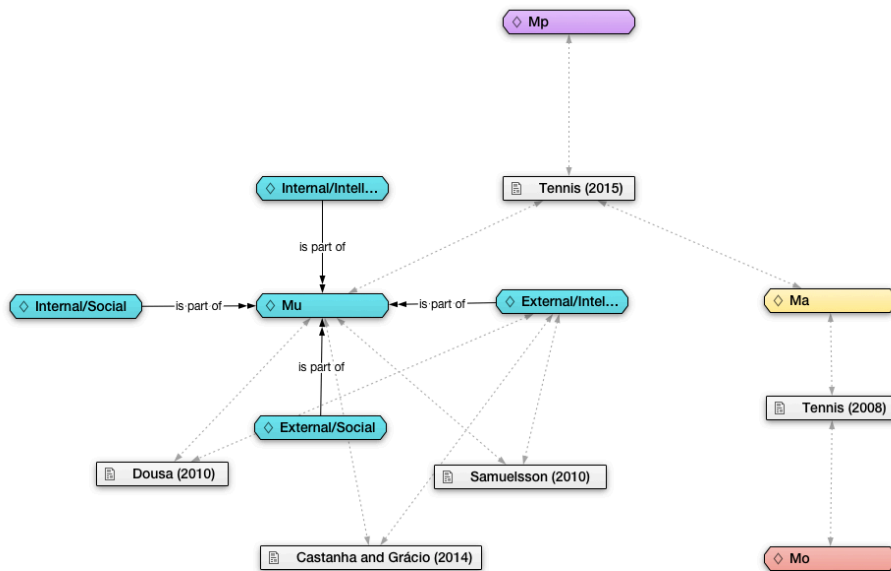 Mp
Internal/Intell...
Tennis (2015)
is part of
Internal/Social
is part of
Mu
is part of
External/Intel...
Ma
is part of
External/Social
Tennis (2008)
Dousa (2010)
Samuelsson (2010)
Castanha and Grácio (2014)
Mo